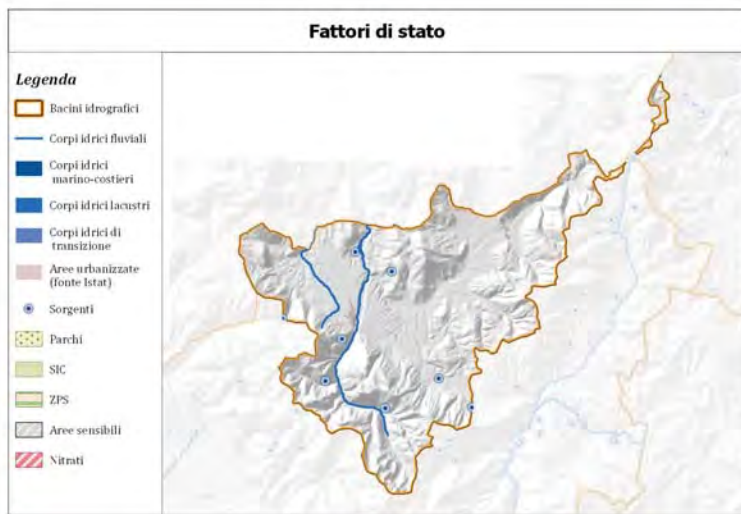 Fattori di stato
Legenda
Bacini idrografici
Corpi idrici fluviali
Corpi idrici
marino-costieri
Corpi idrici lacustri
Corpi idrici di
transizione
Aree urbanizzate
(fonte Istat)
Sorgenti
Parchi
SIC
ZPS
Aree sensibili
Nitrati